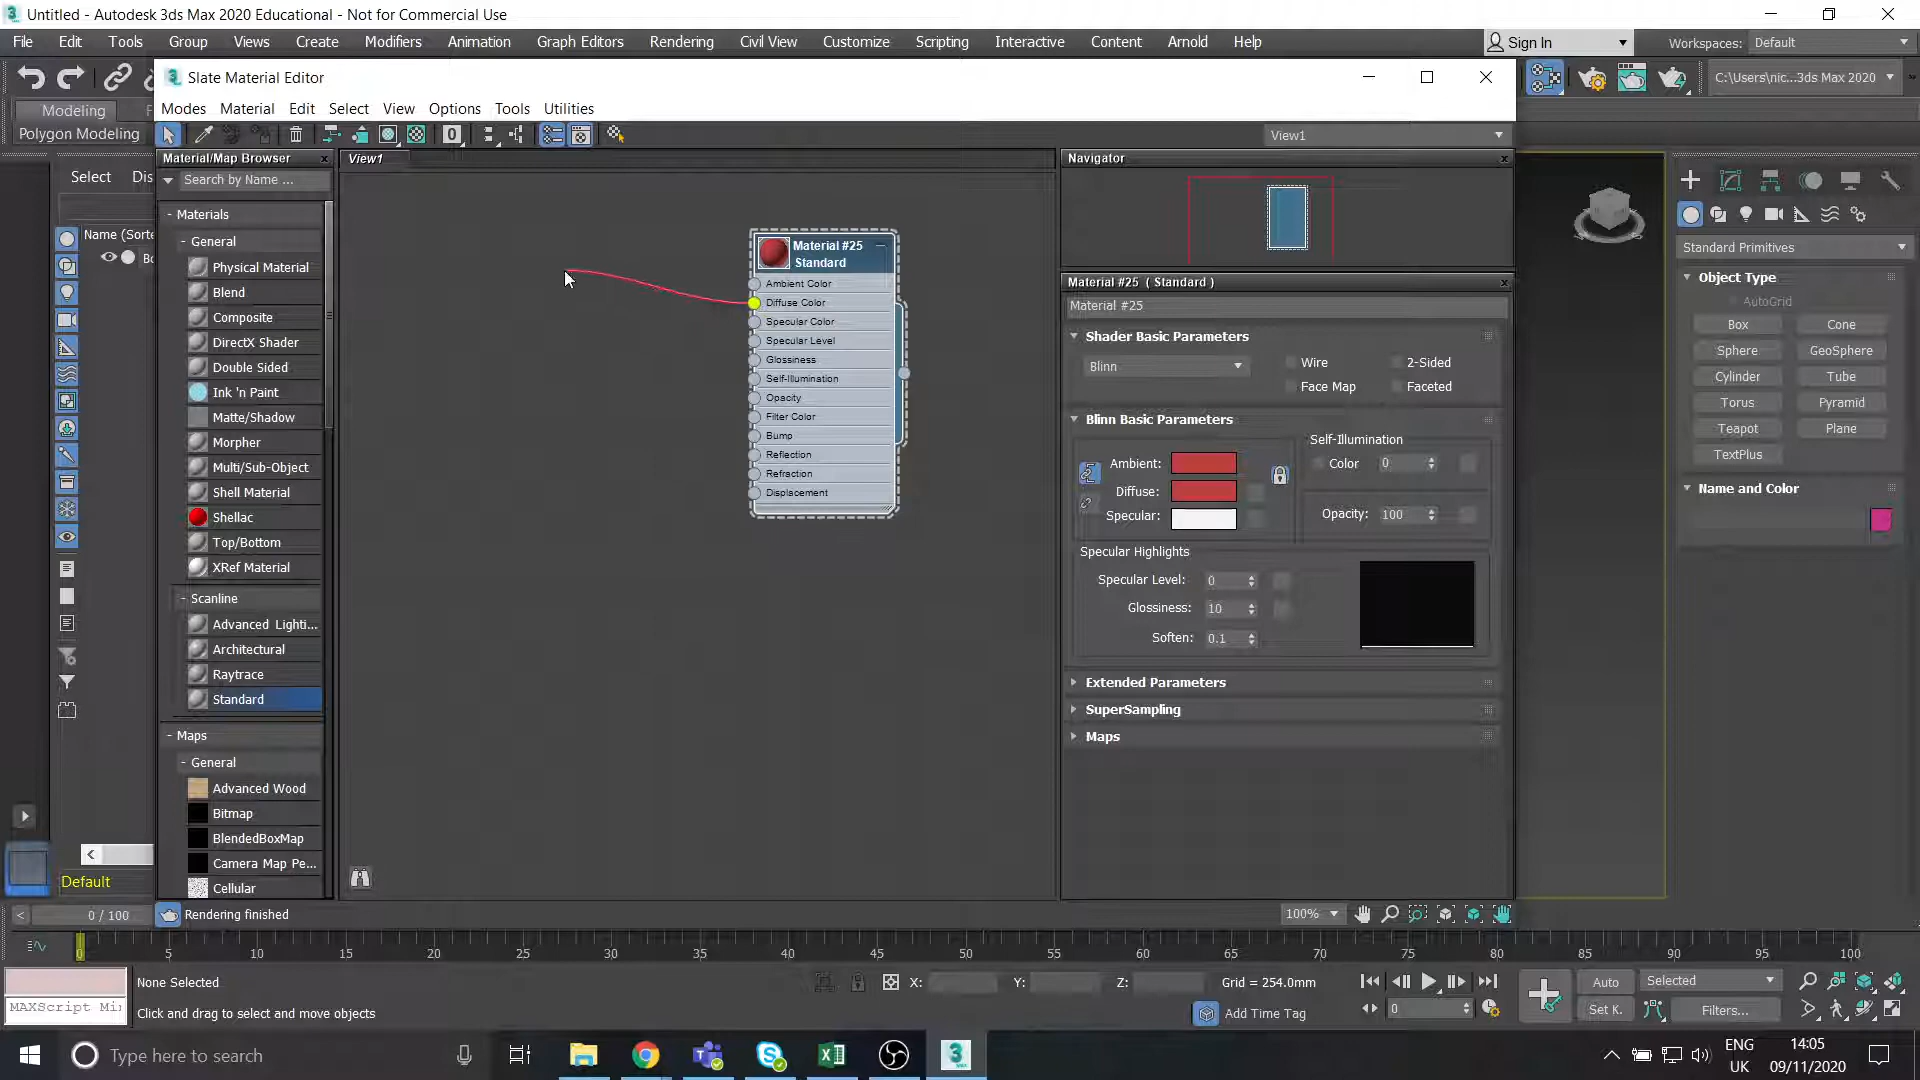 Untitled - Autodesk 3ds Max 2020 Educational - Not for Commercial Use
File Edit Tools Group Views Create Modifiers Animation Graph Editors Rendering Civil View Customize Scripting Interactive Content Arnold Help
Sign In
Workspaces: Default
Slate Material Editor
C:\Users\nic...3ds Max 2020
Modeling
Modes Material Edit Select View Options Tools Utilities
Polygon Modeling
0
View1
Material/Map Browser
View1
Navigator
Select Dis
Search by Name ...
Materials
Name (Sorte
General
Physical Material
Blend
Composite
DirectX Shader
Double Sided
Ink 'n Paint
Matte/Shadow
Morpher
Multi/Sub-Object
Shell Material
Shellac
Top/Bottom
XRef Material
Scanline
Advanced Lighti...
Architectural
Raytrace
Standard
Maps
General
Advanced Wood
Bitmap
BlendedBoxMap
Camera Map Pe...
Cellular
Material #25
Standard
Ambient Color
Diffuse Color
Specular Color
Specular Level
Glossiness
Self-Illumination
Opacity
Filter Color
Bump
Reflection
Refraction
Displacement
Material #25 ( Standard )
Material #25
Shader Basic Parameters
Blinn
Wire 2-Sided
Face Map Faceted
Blinn Basic Parameters
Self-Illumination
Ambient:
Color 0
Diffuse:
Specular:
Opacity: 100
Specular Highlights
Specular Level: 0
Glossiness: 10
Soften: 0.1
Extended Parameters
SuperSampling
Maps
Standard Primitives
Object Type
AutoGrid
Box Cone
Sphere GeoSphere
Cylinder Tube
Torus Pyramid
Teapot Plane
TextPlus
Name and Color
Default
0 / 100
Rendering finished
100%
0 5 10 15 20 25 30 35 40 45 50 55 60 65 70 75 80 85 90 95 100
None Selected
X: Y: Z: Grid = 254.0mm
Auto Selected
MAXScript Mi
Click and drag to select and move objects
Add Time Tag
0
Set K. Filters...
Type here to search
ENG
UK
14:05
09/11/2020